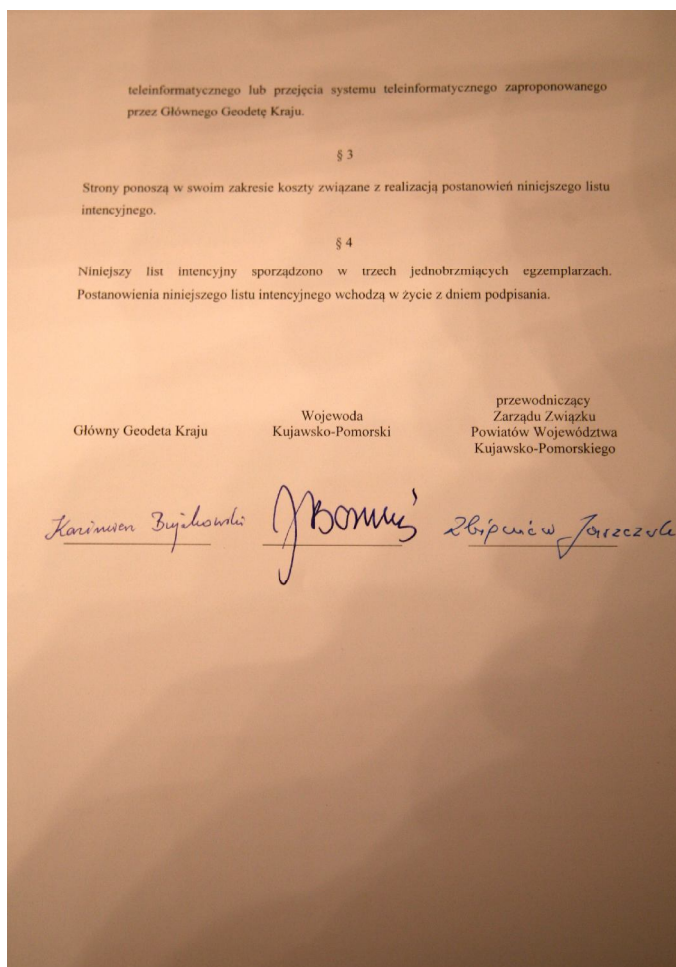 teleinformatycznego lub przejęcia systemu teleinformatycznego zaproponowanego
przez Głównego Geodetę Kraju.
§ 3
Strony ponoszą w swoim zakresie koszty związane z realizacją postanowień niniejszego listu
intencyjnego.
§ 4
Niniejszy list intencyjny sporządzono w trzech jednobrzmiących egzemplarzach.
Postanowienia niniejszego listu intencyjnego wchodzą w życie z dniem podpisania.
Główny Geodeta Kraju
Wojewoda
Kujawsko-Pomorski
przewodniczący
Zarządu Związku
Powiatów Województwa
Kujawsko-Pomorskiego
Kazimierz Bujakowski
Zbigniew